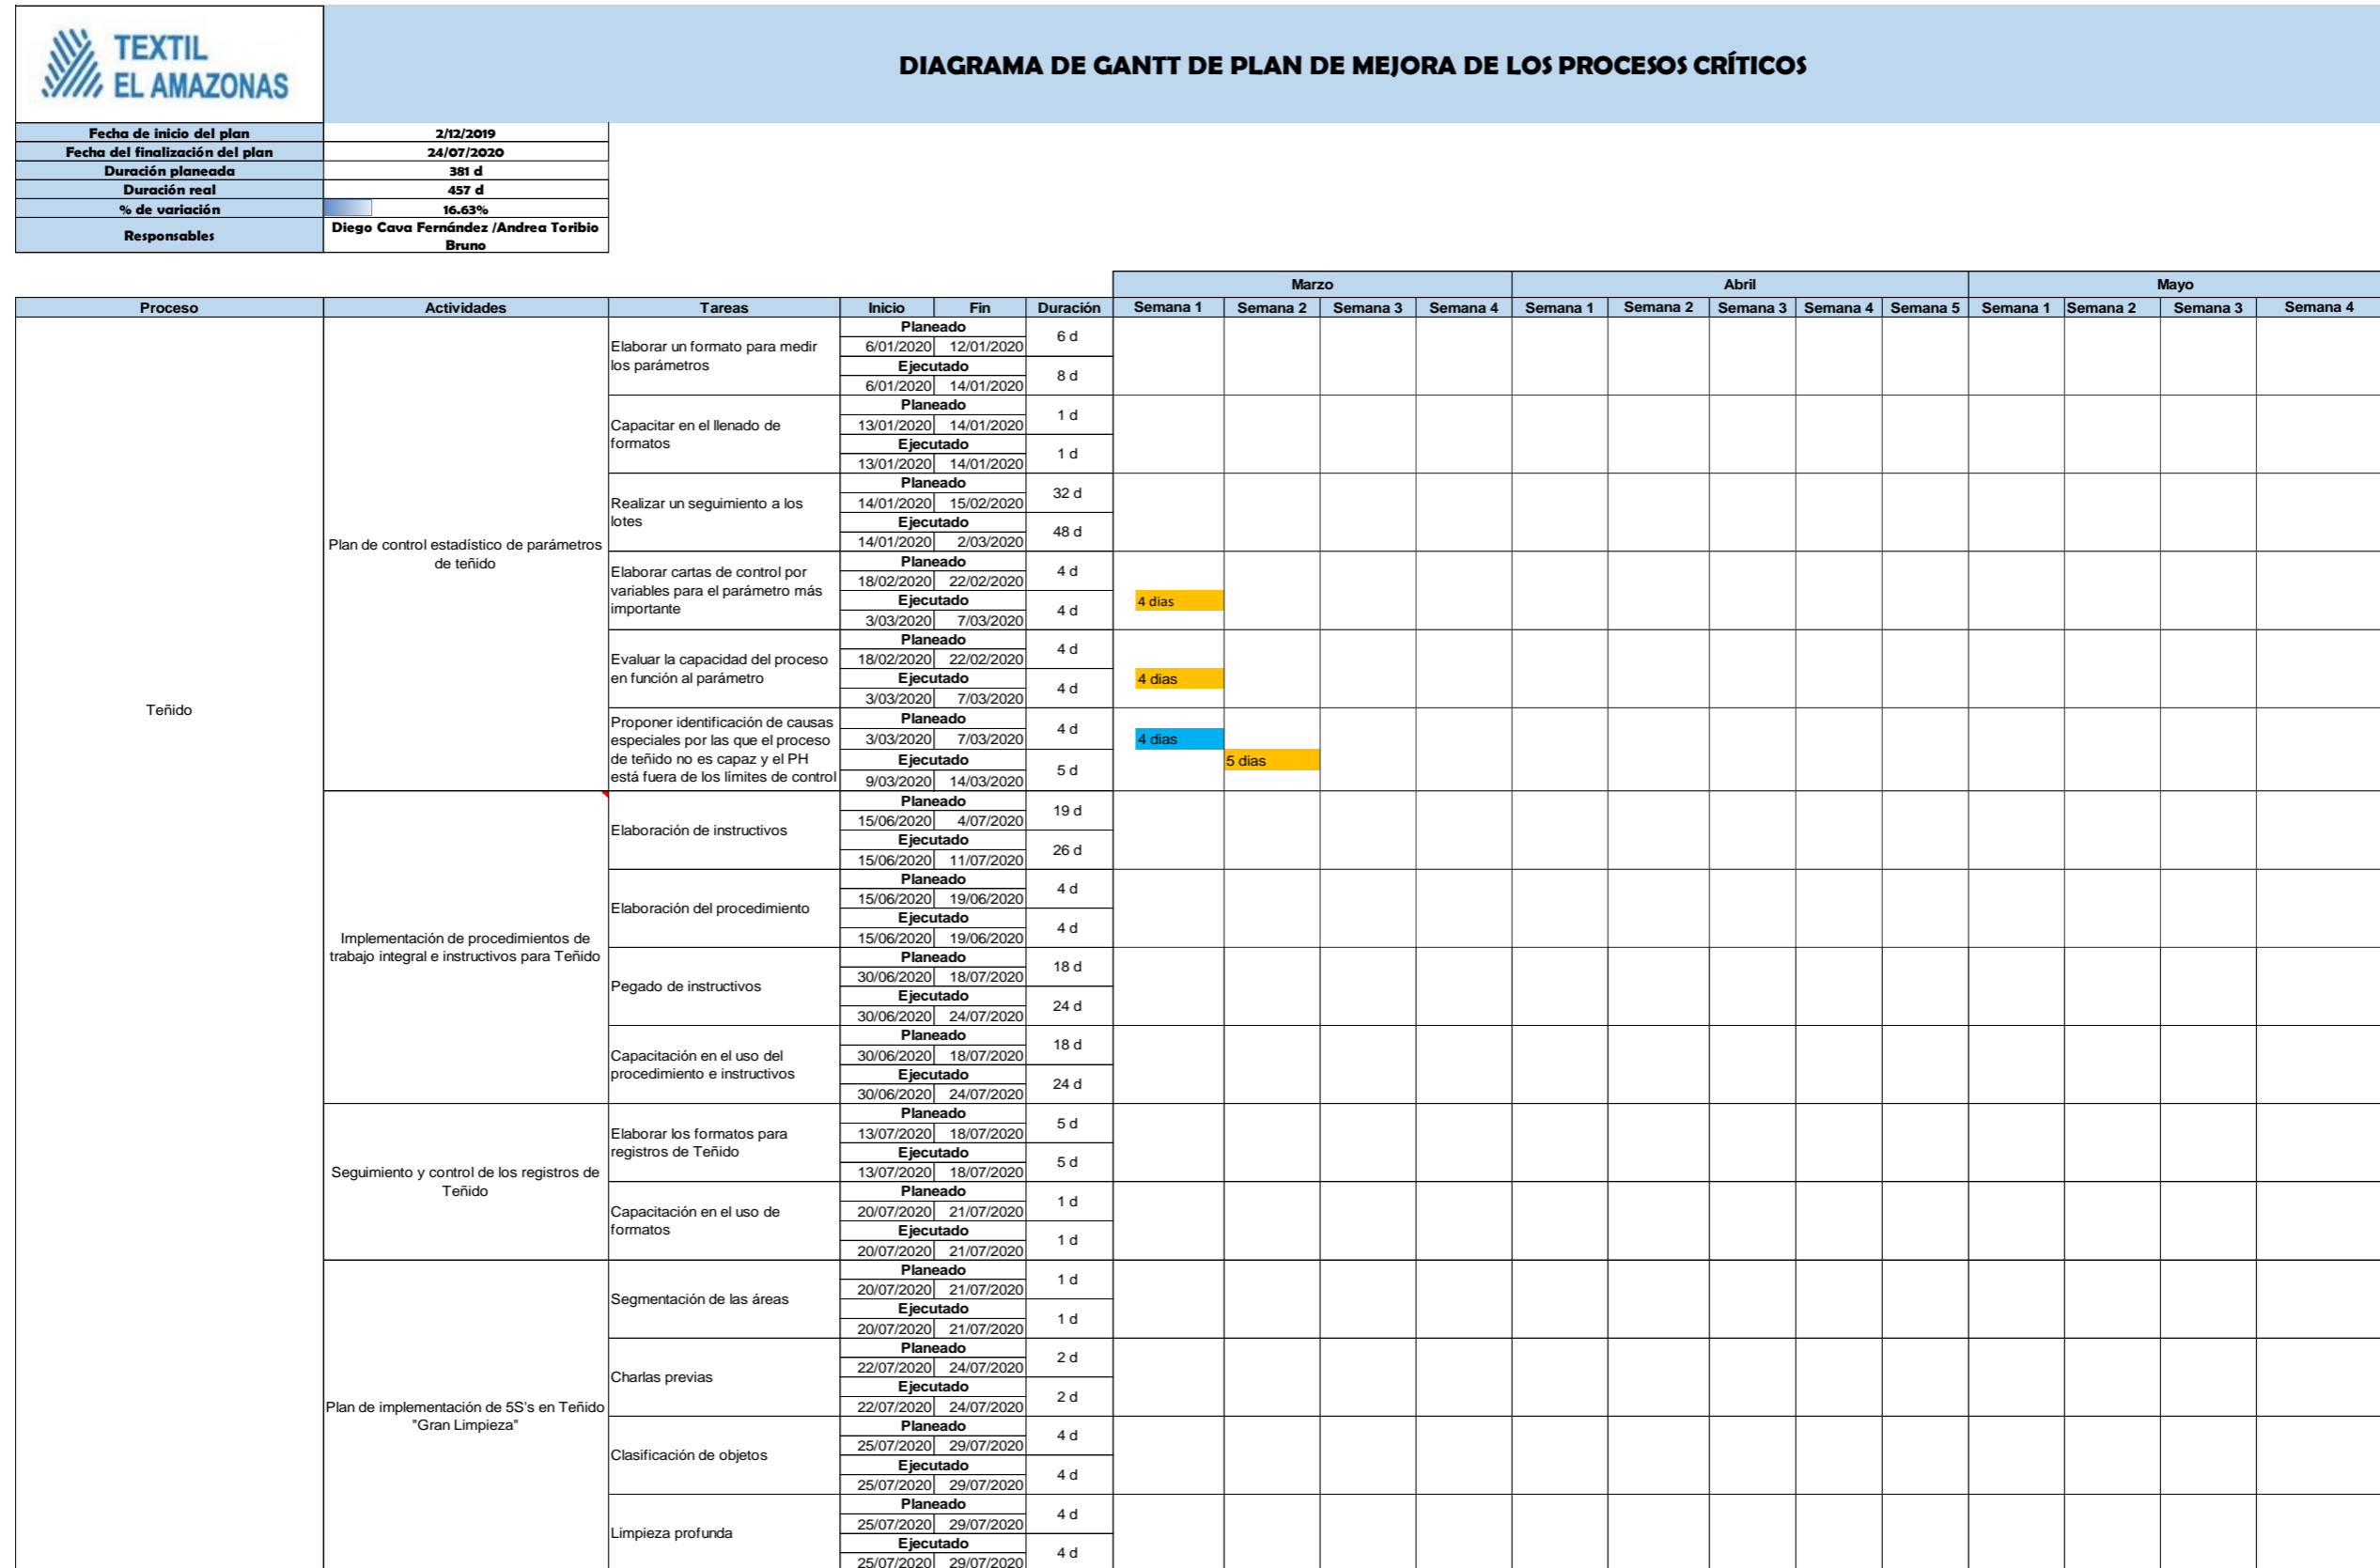 TEXTIL
EL AMAZONAS
DIAGRAMA DE GANTT DE PLAN DE MEJORA DE LOS PROCESOS CRÍTICOS
Fecha de inicio del plan 2/12/2019
Fecha del finalización del plan 24/07/2020
Duración planeada 381 d
Duración real 457 d
% de variación 16.63%
Responsables Diego Cava Fernández /Andrea Toribio
Bruno
Marzo Abril Mayo
Proceso Actividades Tareas Inicio Fin Duración Semana 1 Semana 2 Semana 3 Semana 4 Semana 1 Semana 2 Semana 3 Semana 4 Semana 5 Semana 1 Semana 2 Semana 3 Semana 4
Teñido
Plan de control estadístico de parámetros
de teñido
Elaborar un formato para medir
los parámetros
Planeado
6/01/2020 12/01/2020 6 d
Ejecutado
6/01/2020 14/01/2020 8 d
Capacitar en el llenado de
formatos
Planeado
13/01/2020 14/01/2020 1 d
Ejecutado
13/01/2020 14/01/2020 1 d
Realizar un seguimiento a los
lotes
Planeado
14/01/2020 15/02/2020 32 d
Ejecutado
14/01/2020 2/03/2020 48 d
Elaborar cartas de control por
variables para el parámetro más
importante
Planeado
18/02/2020 22/02/2020 4 d
Ejecutado
3/03/2020 7/03/2020 4 d
4 dias
Evaluar la capacidad del proceso
en función al parámetro
Planeado
18/02/2020 22/02/2020 4 d
Ejecutado
3/03/2020 7/03/2020 4 d
4 dias
Proponer identificación de causas
especiales por las que el proceso
de teñido no es capaz y el PH
está fuera de los límites de control
Planeado
3/03/2020 7/03/2020 4 d
4 dias
Ejecutado
9/03/2020 14/03/2020 5 d
5 dias
Implementación de procedimientos de
trabajo integral e instructivos para Teñido
Elaboración de instructivos
Planeado
15/06/2020 4/07/2020 19 d
Ejecutado
15/06/2020 11/07/2020 26 d
Elaboración del procedimiento
Planeado
15/06/2020 19/06/2020 4 d
Ejecutado
15/06/2020 19/06/2020 4 d
Pegado de instructivos
Planeado
30/06/2020 18/07/2020 18 d
Ejecutado
30/06/2020 24/07/2020 24 d
Capacitación en el uso del
procedimiento e instructivos
Planeado
30/06/2020 18/07/2020 18 d
Ejecutado
30/06/2020 24/07/2020 24 d
Seguimiento y control de los registros de
Teñido
Elaborar los formatos para
registros de Teñido
Planeado
13/07/2020 18/07/2020 5 d
Ejecutado
13/07/2020 18/07/2020 5 d
Capacitación en el uso de
formatos
Planeado
20/07/2020 21/07/2020 1 d
Ejecutado
20/07/2020 21/07/2020 1 d
Plan de implementación de 5S's en Teñido
"Gran Limpieza"
Segmentación de las áreas
Planeado
20/07/2020 21/07/2020 1 d
Ejecutado
20/07/2020 21/07/2020 1 d
Charlas previas
Planeado
22/07/2020 24/07/2020 2 d
Ejecutado
22/07/2020 24/07/2020 2 d
Clasificación de objetos
Planeado
25/07/2020 29/07/2020 4 d
Ejecutado
25/07/2020 29/07/2020 4 d
Limpieza profunda
Planeado
25/07/2020 29/07/2020 4 d
Ejecutado
25/07/2020 29/07/2020 4 d